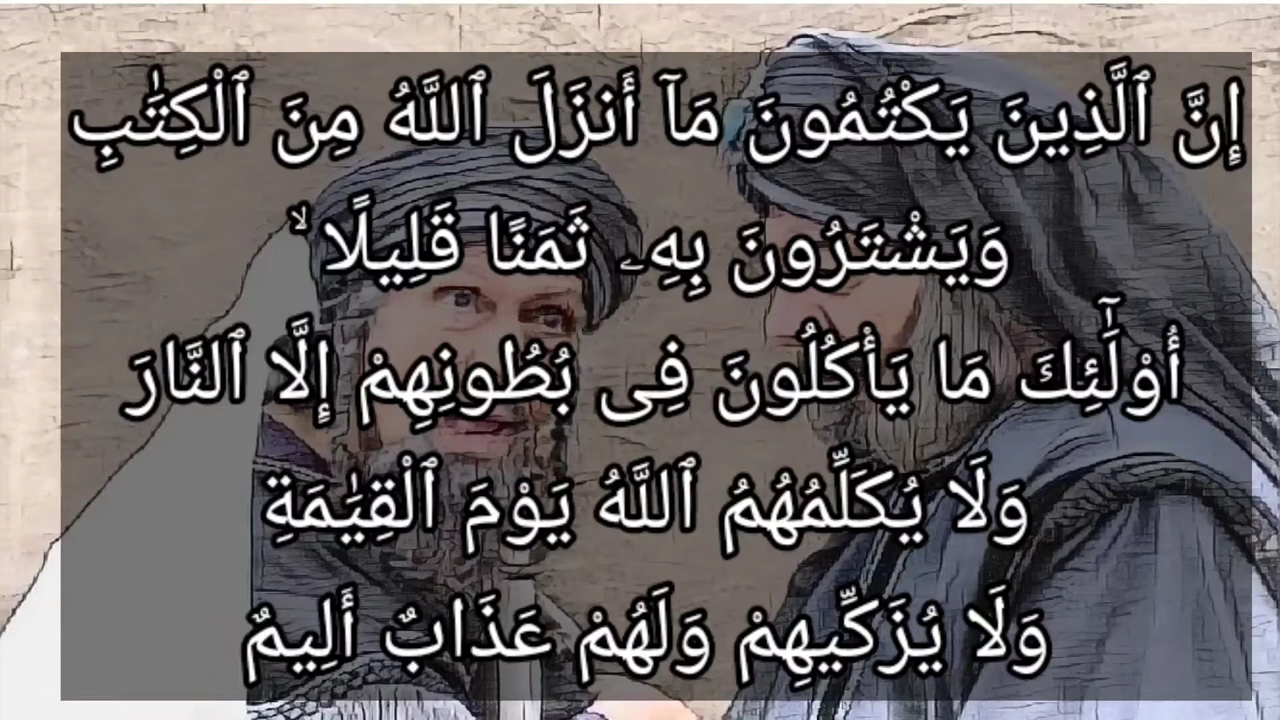 إِنَّ ٱلَّذِينَ يَكْتُمُونَ مَآ أَنزَلَ ٱللَّهُ مِنَ ٱلْكِتَٰبِ
وَيَشْتَرُونَ بِهِۦ ثَمَنًا قَلِيلًا ۙ
أُو۟لَٰٓئِكَ مَا يَأْكُلُونَ فِى بُطُونِهِمْ إِلَّا ٱلنَّارَ
وَلَا يُكَلِّمُهُمُ ٱللَّهُ يَوْمَ ٱلْقِيَٰمَةِ
وَلَا يُزَكِّيهِمْ وَلَهُمْ عَذَابٌ أَلِيمٌ